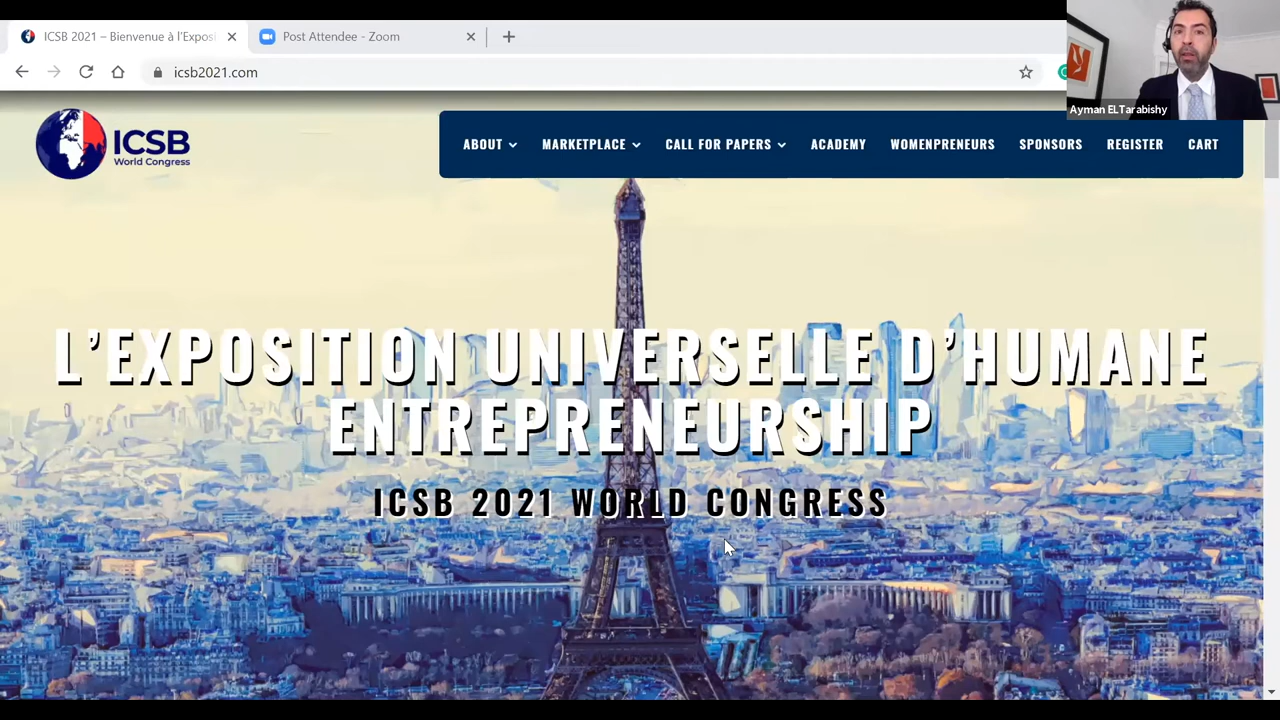 ICSB 2021 – Bienvenue à l'Exposi
Post Attendee - Zoom
icsb2021.com
Ayman ELTarabishy
ICSB
World Congress
ABOUT
MARKETPLACE
CALL FOR PAPERS
ACADEMY
WOMENPRENEURS
SPONSORS
REGISTER
CART
L'EXPOSITION UNIVERSELLE D'HUMANE
ENTREPRENEURSHIP
ICSB 2021 WORLD CONGRESS